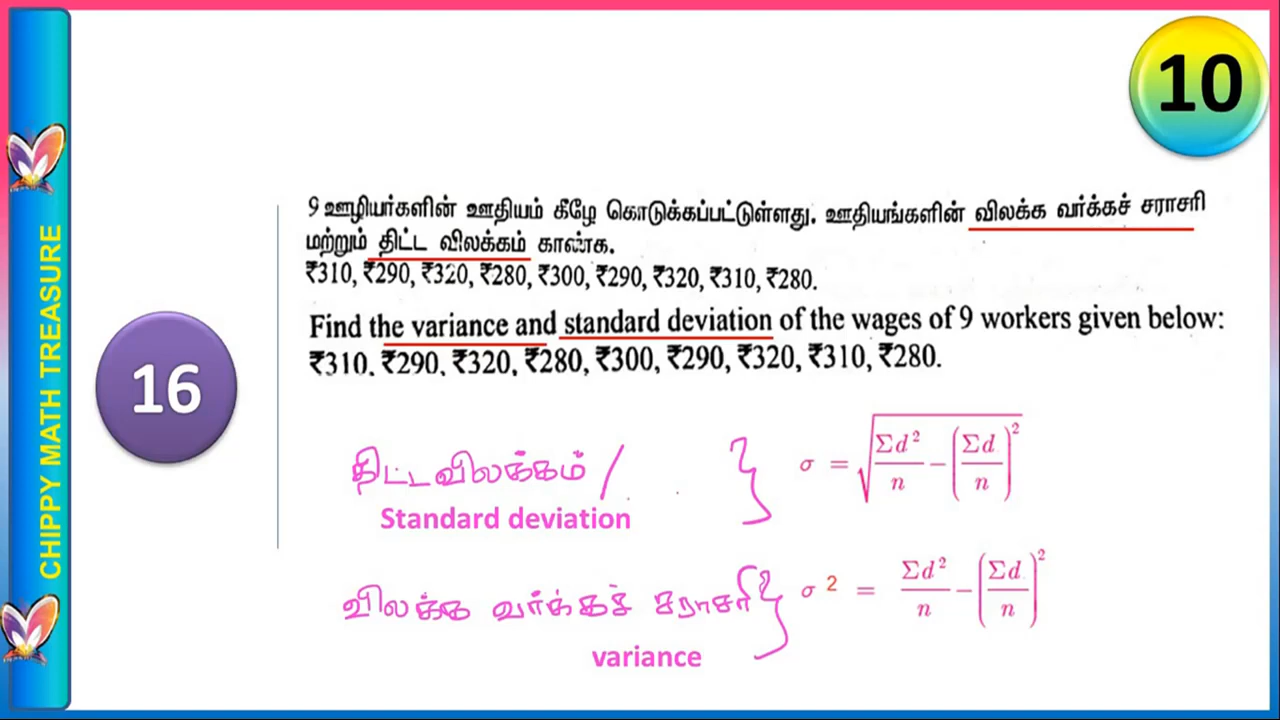 CHIPPY MATH TREASURE
10
16
9 ஊழியர்களின் ஊதியம் கீழே கொடுக்கப்பட்டுள்ளது. ஊதியங்களின் விலக்க வர்க்கச் சராசரி
மற்றும் திட்ட விலக்கம் காண்க.
₹310, ₹290, ₹320, ₹280, ₹300, ₹290, ₹320, ₹310, ₹280.
Find the variance and standard deviation of the wages of 9 workers given below:
₹310, ₹290, ₹320, ₹280, ₹300, ₹290, ₹320, ₹310, ₹280.
திட்டவிலக்கம் / } σ = √(Σd²/n − (Σd/n)²)
Standard deviation
விலக்க வர்க்கச் சராசரி } σ² = Σd²/n − (Σd/n)²
variance